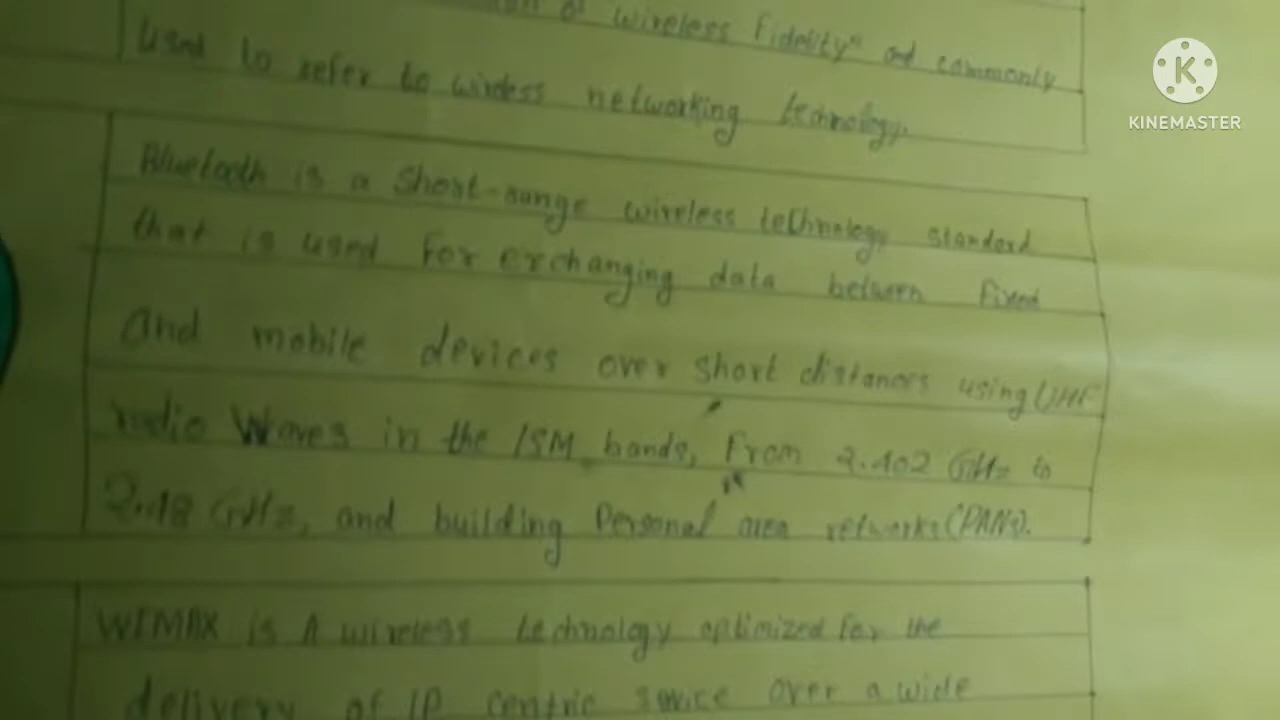 of wireless Fidelity" and commonly
used to refer to wireless networking technology.
Bluetooth is a Short-range wireless technology standard
that is used For exchanging data between fixed
and mobile devices over short distances using UHF
radio Waves in the ISM bands, From 2.402 GHz to
2.48 GHz, and building Personal area networks (PANs).
WIMAX is A wireless technology optimized for the
delivery of IP centric service over a wide
KINEMASTER